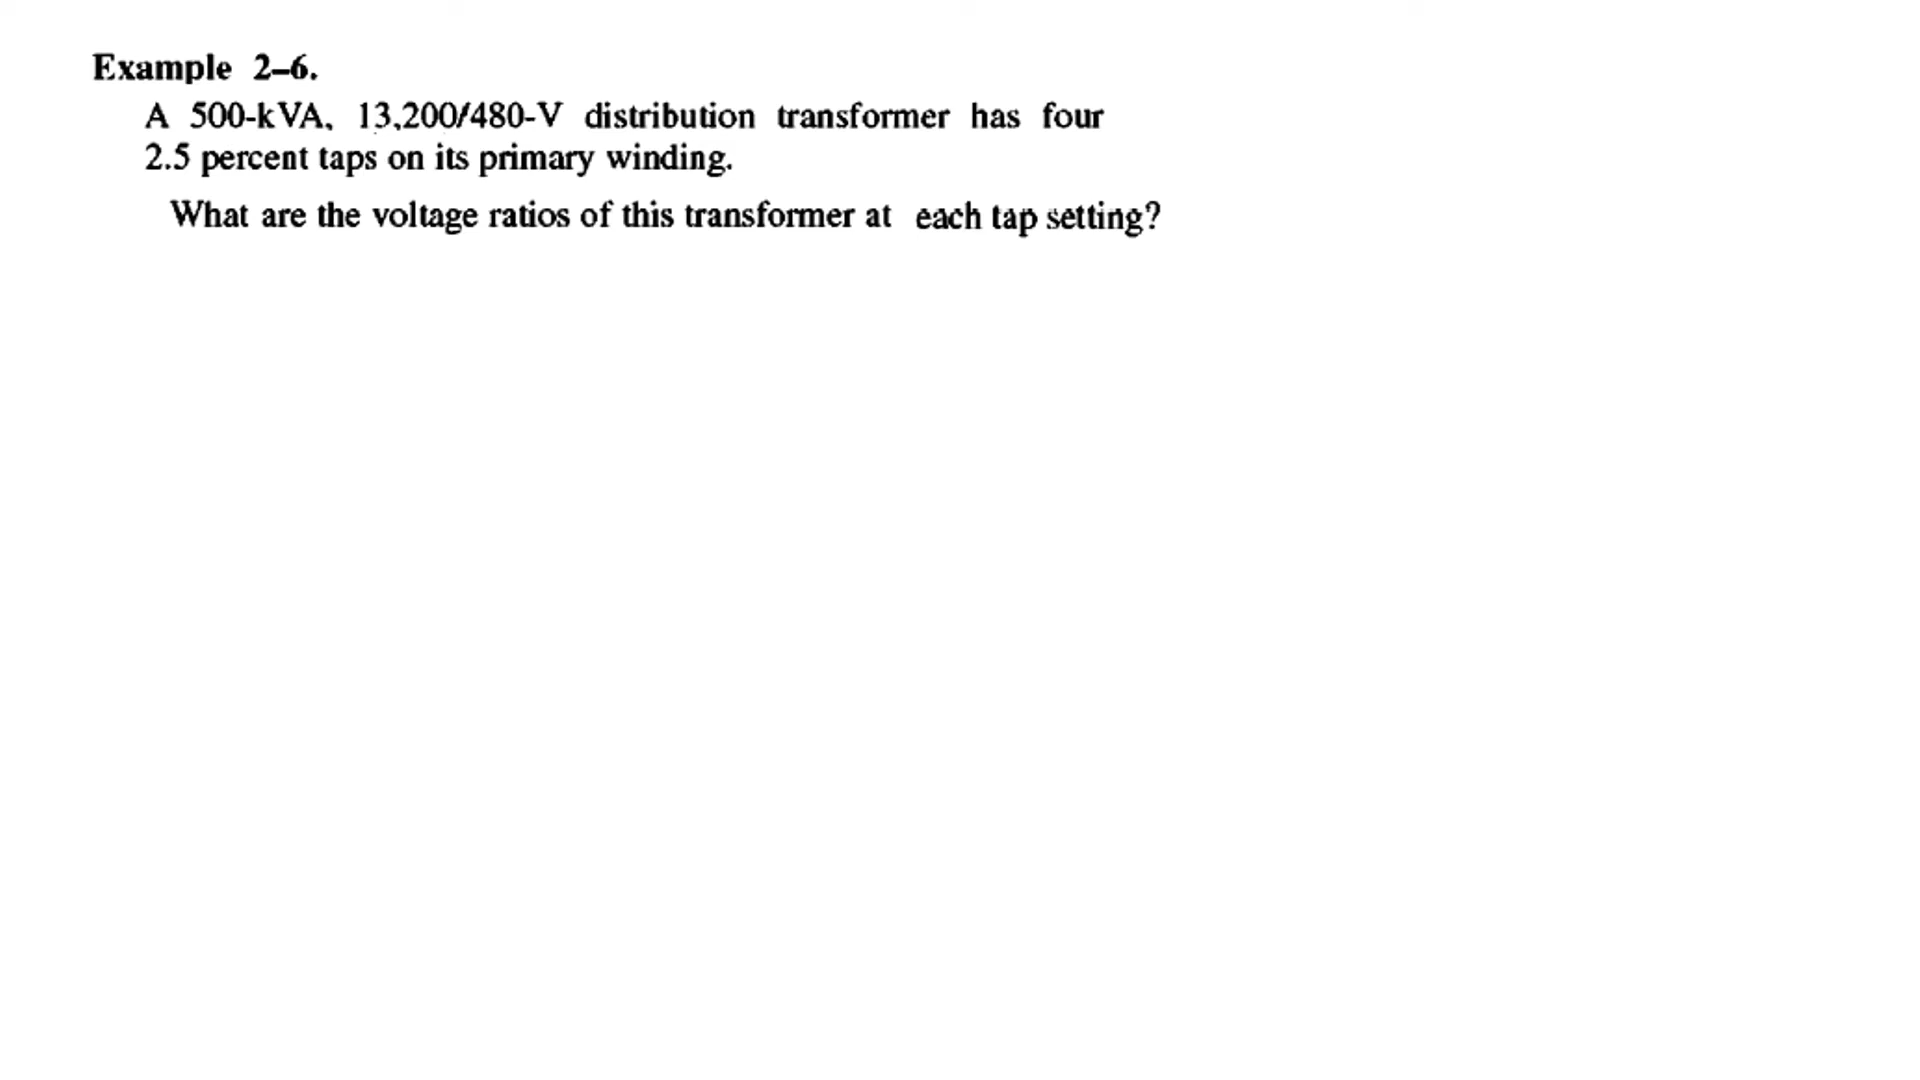 Example 2–6.
A 500-kVA, 13,200/480-V distribution transformer has four
2.5 percent taps on its primary winding.
What are the voltage ratios of this transformer at each tap setting?